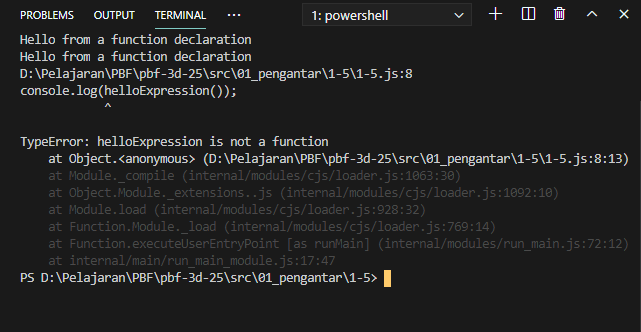 PROBLEMS OUTPUT TERMINAL ... 1: powershell
Hello from a function declaration
Hello from a function declaration
D:\Pelajaran\PBF\pbf-3d-25\src\01_pengantar\1-5\1-5.js:8
console.log(helloExpression());
^
TypeError: helloExpression is not a function
at Object.<anonymous> (D:\Pelajaran\PBF\pbf-3d-25\src\01_pengantar\1-5\1-5.js:8:13)
at Module._compile (internal/modules/cjs/loader.js:1063:30)
at Object.Module._extensions..js (internal/modules/cjs/loader.js:1092:10)
at Module.load (internal/modules/cjs/loader.js:928:32)
at Function.Module._load (internal/modules/cjs/loader.js:769:14)
at Function.executeUserEntryPoint [as runMain] (internal/modules/run_main.js:72:12)
at internal/main/run_main_module.js:17:47
PS D:\Pelajaran\PBF\pbf-3d-25\src\01_pengantar\1-5>